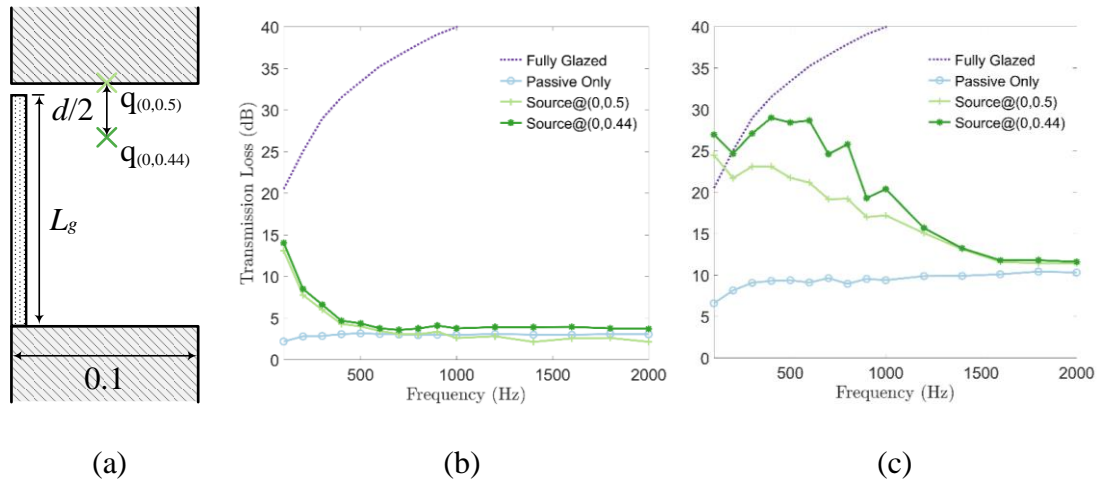 d/2
q(0,0.5)
q(0,0.44)
Lg
0.1
(a)
Transmission Loss (dB)
40
35
30
25
20
15
10
5
0
500
1000
1500
2000
Frequency (Hz)
Fully Glazed
Passive Only
Source@(0,0.5)
Source@(0,0.44)
(b)
40
35
30
25
20
15
10
5
0
500
1000
1500
2000
Frequency (Hz)
Fully Glazed
Passive Only
Source@(0,0.5)
Source@(0,0.44)
(c)